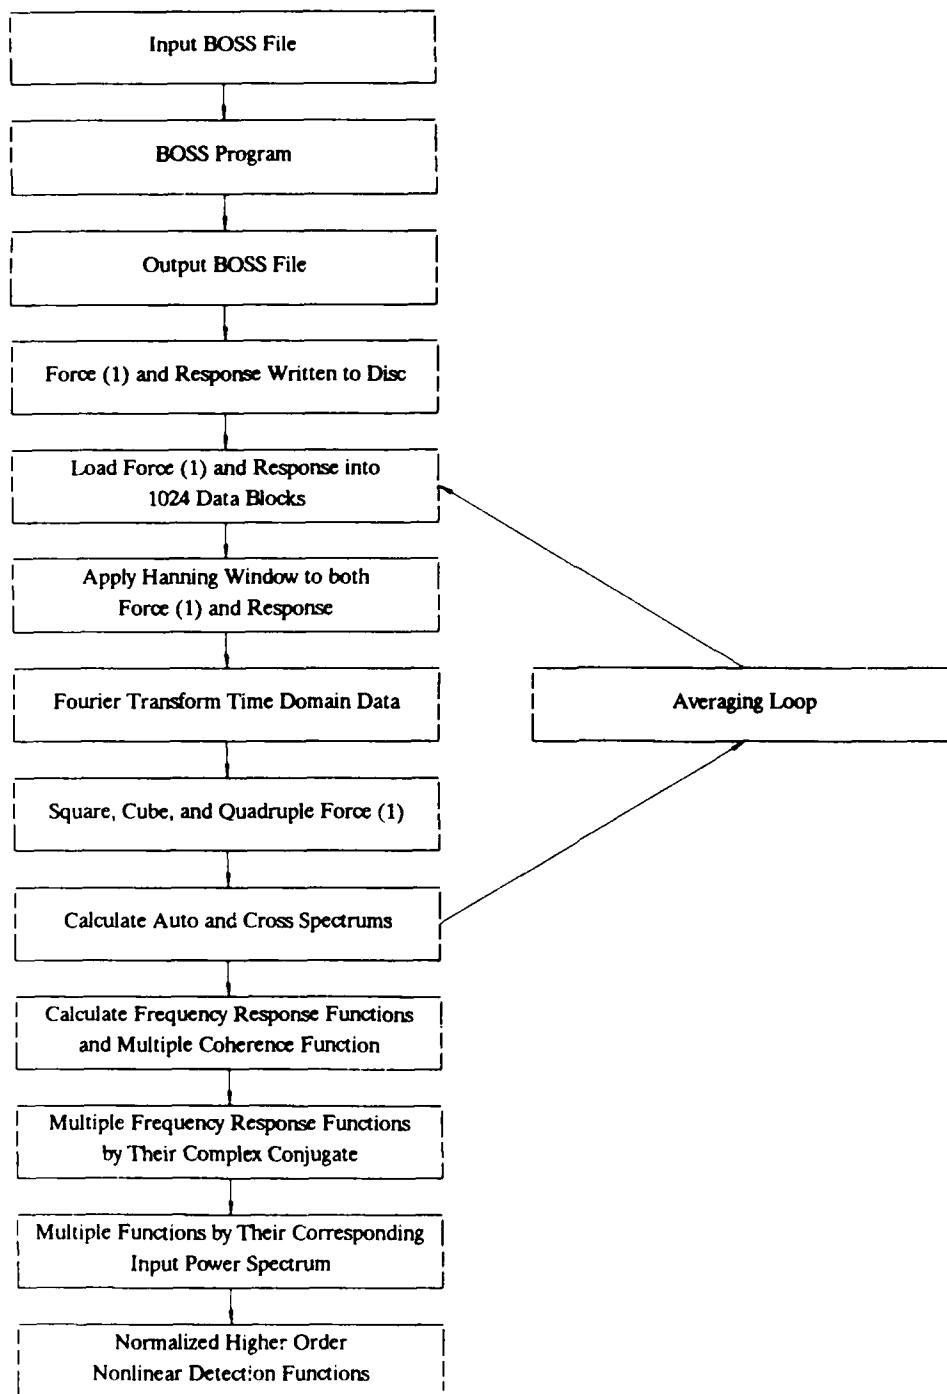 Input BOSS File
BOSS Program
Output BOSS File
Force (1) and Response Written to Disc
Load Force (1) and Response into
1024 Data Blocks
Apply Hanning Window to both
Force (1) and Response
Fourier Transform Time Domain Data
Averaging Loop
Square, Cube, and Quadruple Force (1)
Calculate Auto and Cross Spectrums
Calculate Frequency Response Functions
and Multiple Coherence Function
Multiple Frequency Response Functions
by Their Complex Conjugate
Multiple Functions by Their Corresponding
Input Power Spectrum
Normalized Higher Order
Nonlinear Detection Functions